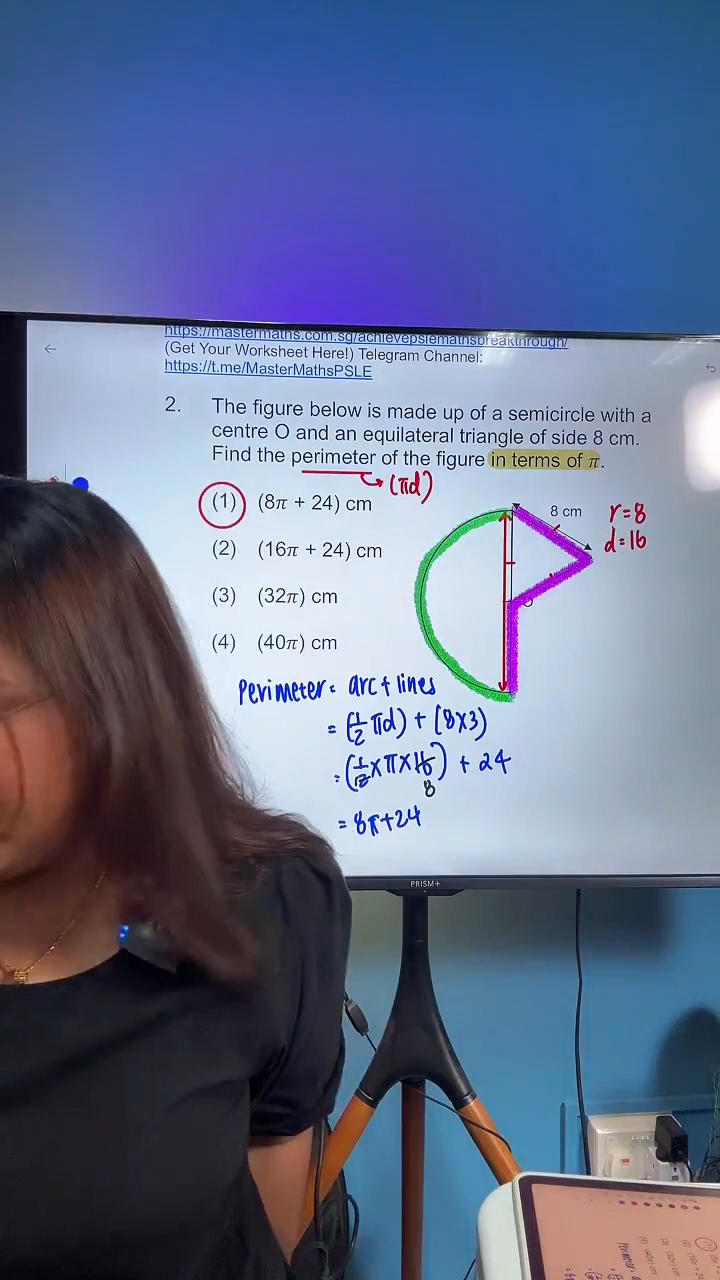 https://mastermaths.com.sg/achievepslemathsbreakthrough/
(Get Your Worksheet Here!) Telegram Channel:
https://t.me/MasterMathsPSLE
2. The figure below is made up of a semicircle with a
centre O and an equilateral triangle of side 8 cm.
Find the perimeter of the figure in terms of π.
(πd)
(1) (8π + 24) cm
8 cm
r=8
d=16
(2) (16π + 24) cm
(3) (32π) cm
O
(4) (40π) cm
Perimeter = arc + lines
= (1/2 πd) + (8×3)
= (1/2 × π × 16) + 24
8
= 8π+24
PRISM+